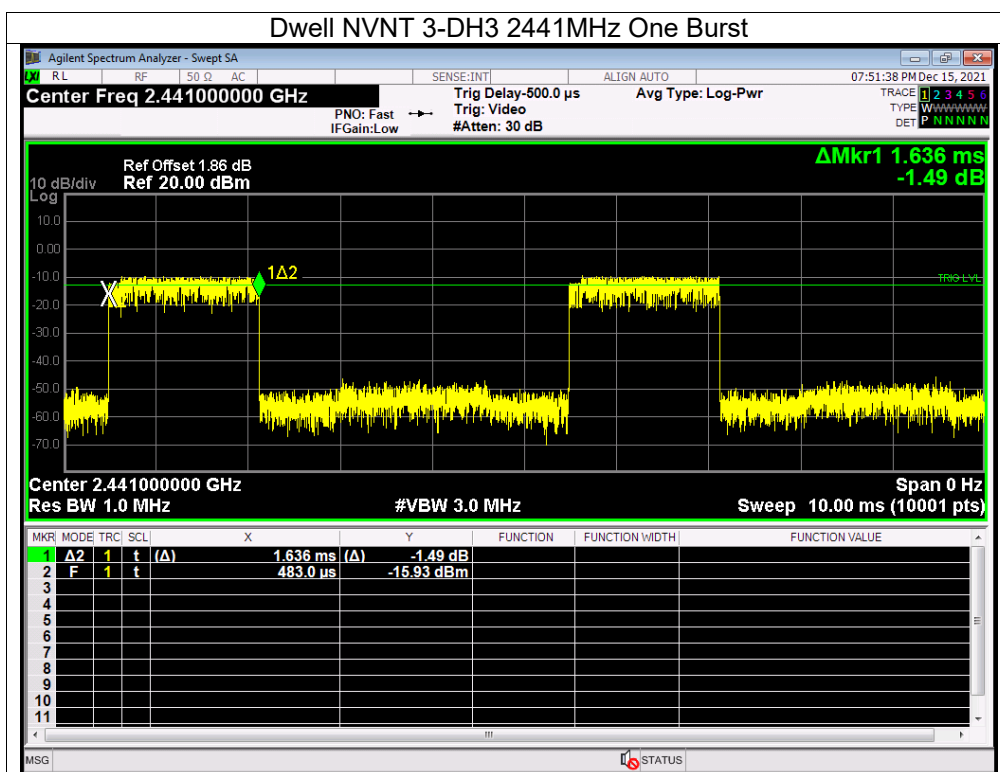 Dwell NVNT 3-DH3 2441MHz One Burst
Agilent Spectrum Analyzer - Swept SA
LXI RL RF 50 Ω AC SENSE:INT ALIGN AUTO 07:51:38 PM Dec 15, 2021
Center Freq 2.441000000 GHz Trig Delay-500.0 µs Avg Type: Log-Pwr TRACE 1 2 3 4 5 6
PNO: Fast Trig: Video TYPE WWWWWWW
IFGain:Low #Atten: 30 dB DET P N N N N N
ΔMkr1 1.636 ms
Ref Offset 1.86 dB
10 dB/div Ref 20.00 dBm -1.49 dB
Log
10.0
0.00
-10.0
1Δ2
TRIG LVL
-20.0
-30.0
-40.0
-50.0
-60.0
-70.0
Center 2.441000000 GHz Span 0 Hz
Res BW 1.0 MHz #VBW 3.0 MHz Sweep 10.00 ms (10001 pts)
MKR MODE TRC SCL X Y FUNCTION FUNCTION WIDTH FUNCTION VALUE
1 Δ2 1 t (Δ) 1.636 ms (Δ) -1.49 dB
2 F 1 t 483.0 µs -15.93 dBm
3
4
5
6
7
8
9
10
11
MSG STATUS